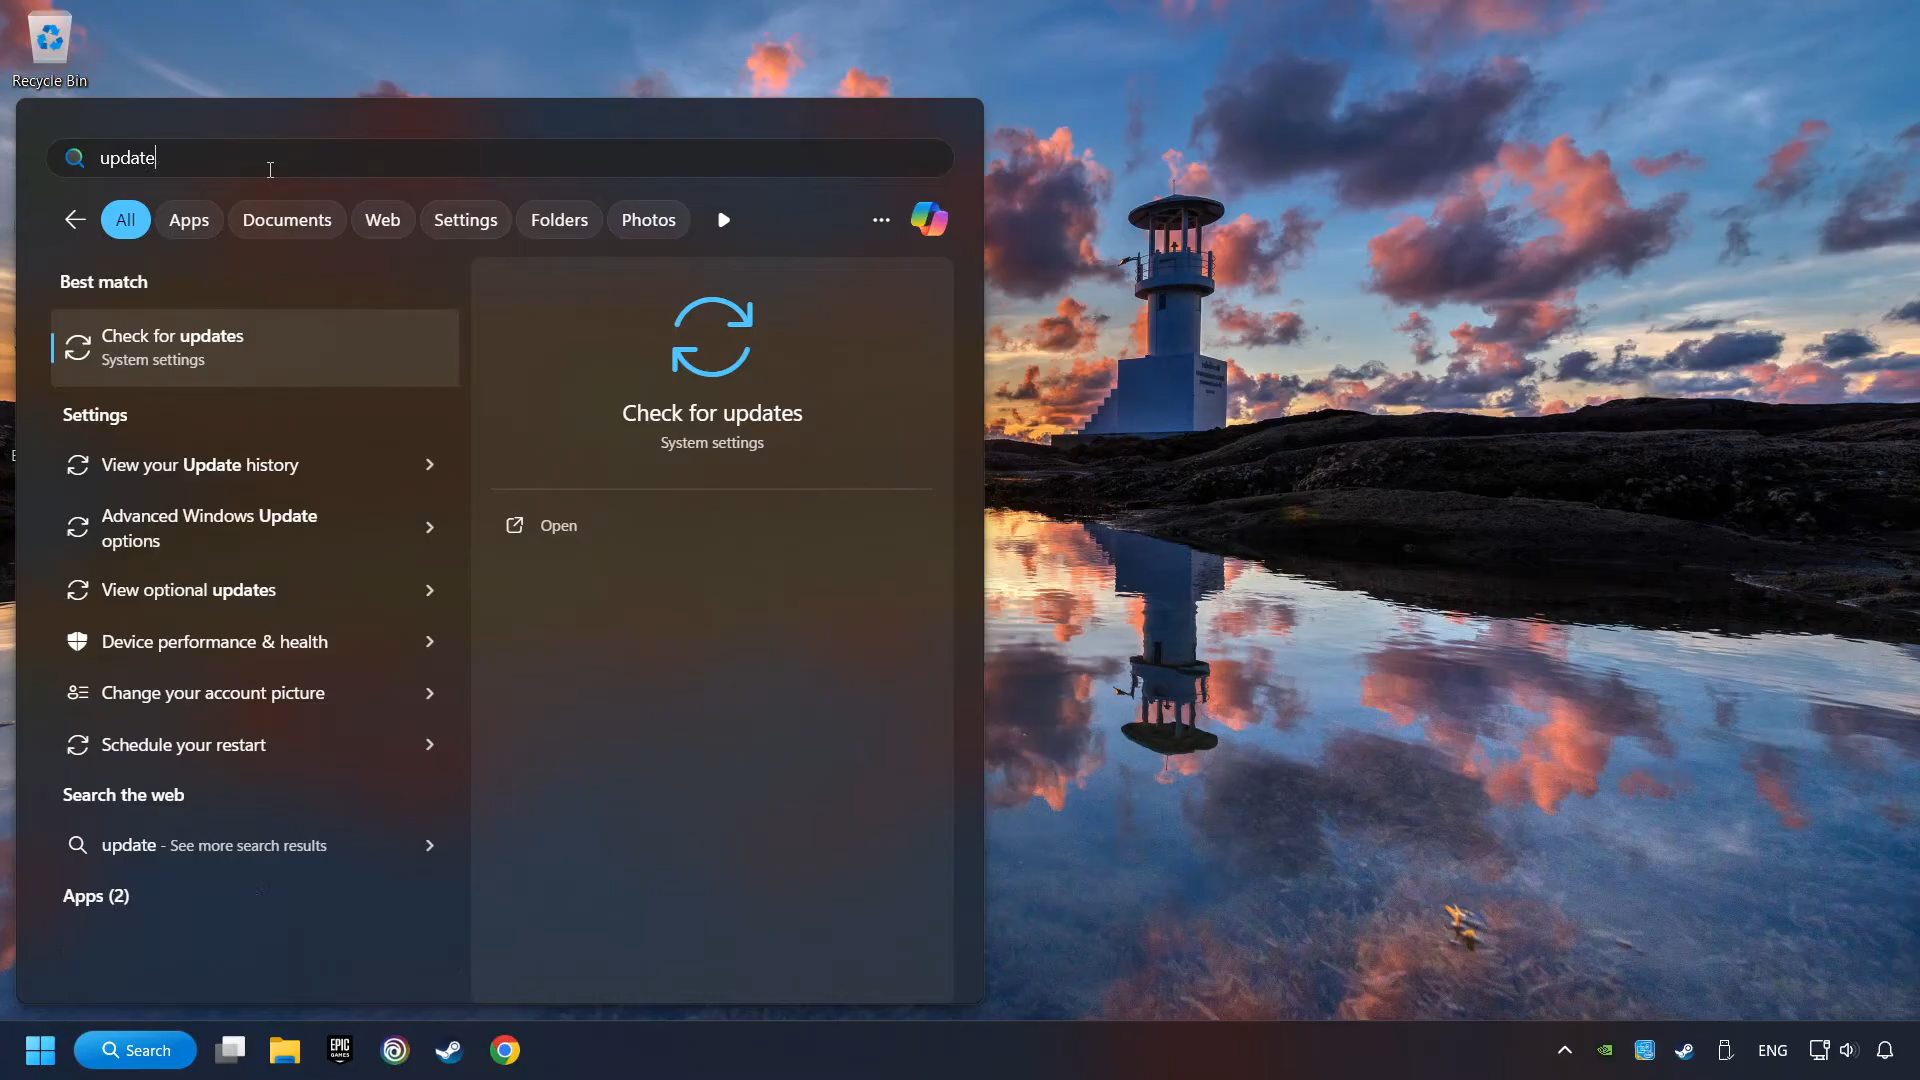 Recycle Bin
update
All
Apps
Documents
Web
Settings
Folders
Photos
Best match
Check for updates
System settings
Settings
View your Update history
Advanced Windows Update
options
View optional updates
Device performance & health
Change your account picture
Schedule your restart
Search the web
update - See more search results
Apps (2)
Check for updates
System settings
Open
Search
EPIC
GAMES
ENG